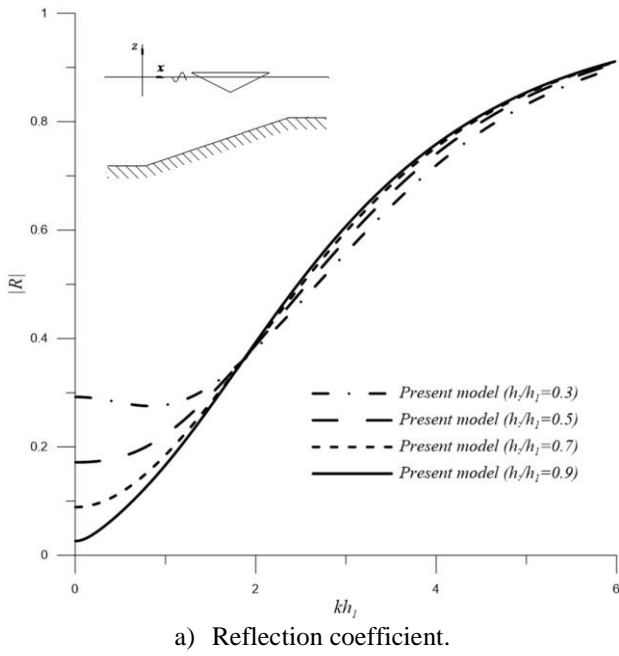 1
0.8
0.6
0.4
0.2
0
|R|
z
x
Present model (h₂/h₁=0.3)
Present model (h₂/h₁=0.5)
Present model (h₂/h₁=0.7)
Present model (h₂/h₁=0.9)
0 2 4 6
kh₁
a) Reflection coefficient.